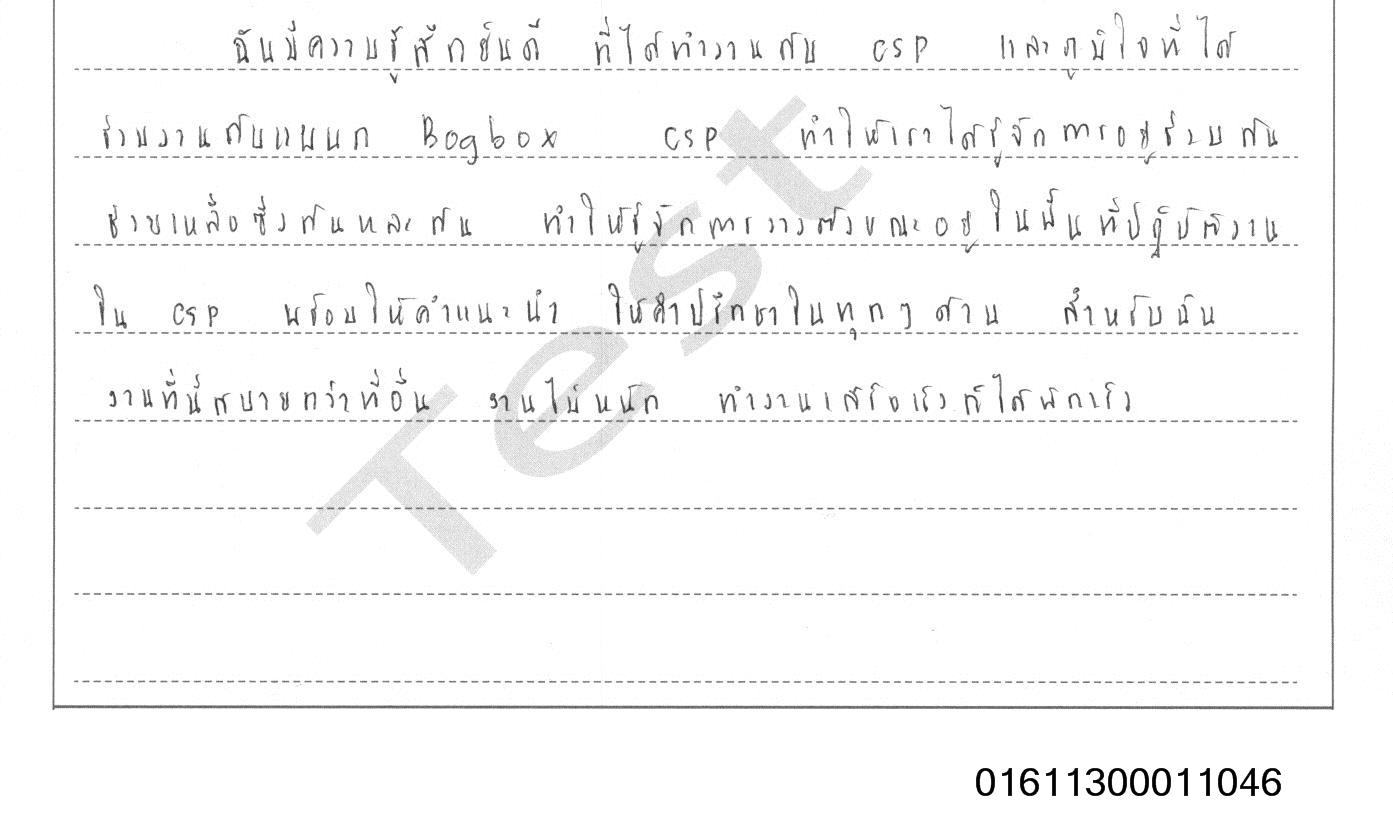 ฉันมีความรู้สึกยินดี ที่ได้ทำงานกับ CSP และภูมิใจที่ได้
ร่วมงานกับแผนก Bogbox CSP ทำให้เราได้รู้จักการอยู่ร่วมกัน
ช่วยเหลือซึ่งกันและกัน ทำให้รู้จักการวางตัวขณะอยู่ในพื้นที่ปฏิบัติงาน
ใน CSP พร้อมให้คำแนะนำ ให้คำปรึกษาในทุกๆ ด้าน สำหรับฉัน
งานที่นี่สบายกว่าที่อื่น งานไม่หนัก ทำงานเสร็จเร็วก็ได้พักเร็ว
Test
01611300011046